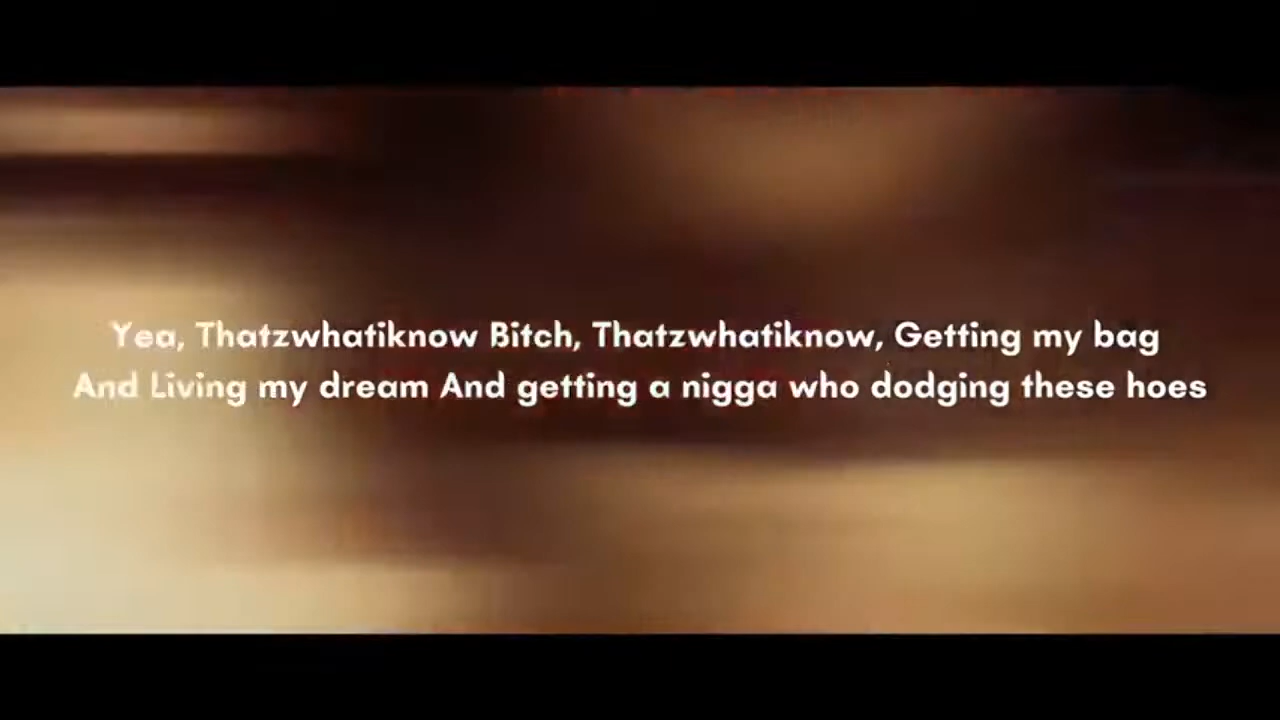 Yea, Thatzwhatiknow Bitch, Thatzwhatiknow, Getting my bag
And Living my dream And getting a nigga who dodging these hoes